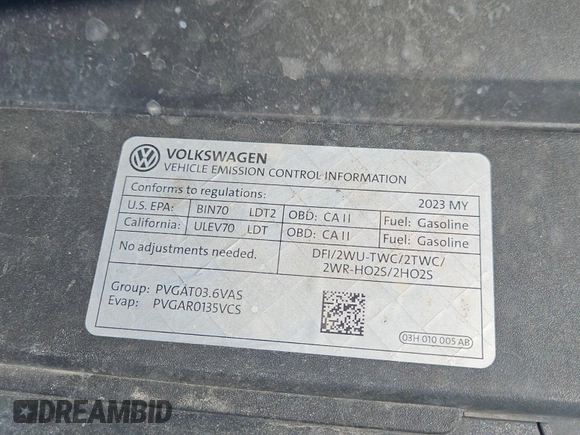 VOLKSWAGEN
VEHICLE EMISSION CONTROL INFORMATION
Conforms to regulations: 2023 MY
U.S. EPA: BIN70 LDT2 OBD: CA II Fuel: Gasoline
California: ULEV70 LDT OBD: CA II Fuel: Gasoline
No adjustments needed. DFI/2WU-TWC/2TWC/
2WR-HO2S/2HO2S
Group: PVGAT03.6VAS
Evap: PVGAR0135VCS
03H 010 005 AB
DREAMBID